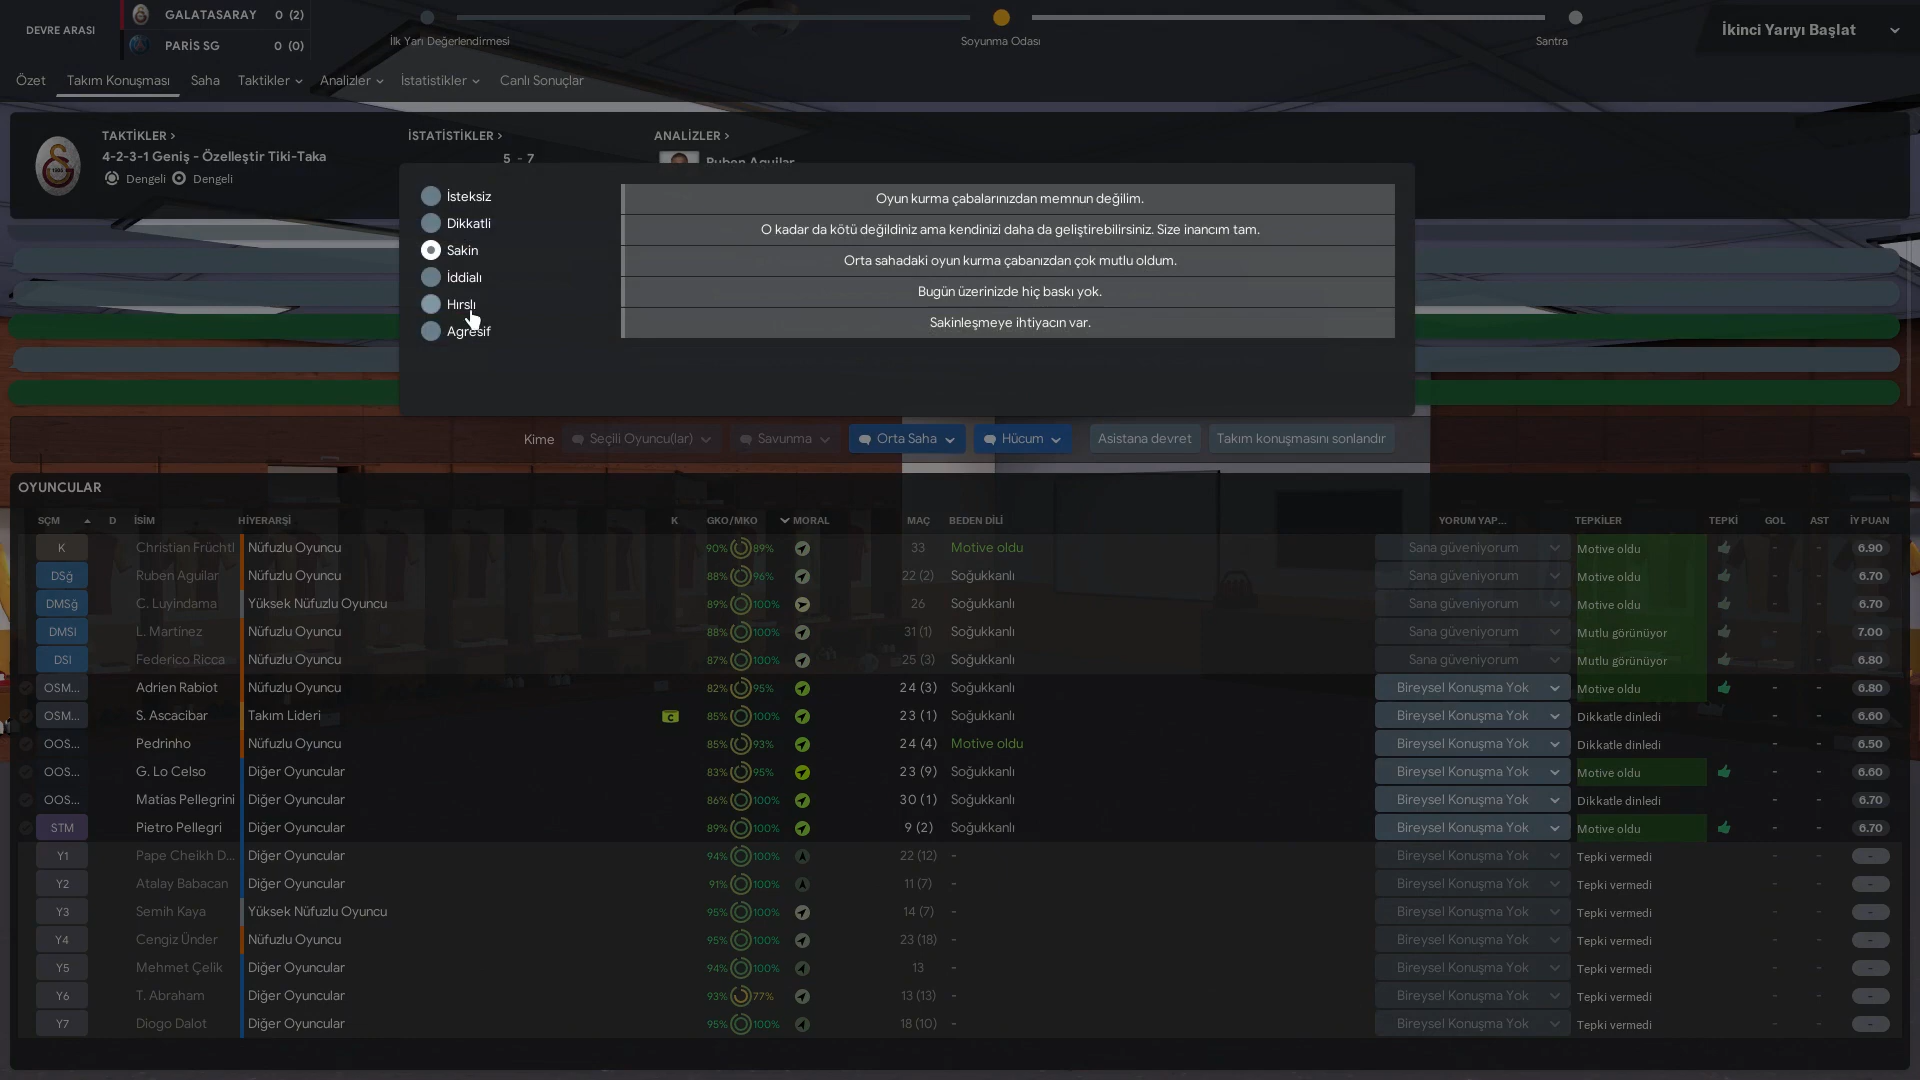 DEVRE ARASI
GALATASARAY 0 (2)
PARİS SG 0 (0)
İlk Yarı Değerlendirmesi
Soyunma Odası
Santra
İkinci Yarıyı Başlat
Özet Takım Konuşması Saha Taktikler Analizler İstatistikler Canlı Sonuçlar
TAKTİKLER >
4-2-3-1 Geniş - Özelleştir Tiki-Taka
Dengeli Dengeli
İSTATİSTİKLER >
5 - 7
ANALİZLER >
Ruben Aguilar
İsteksiz
Dikkatli
Sakin
İddialı
Hırslı
Agresif
Oyun kurma çabalarınızdan memnun değilim.
O kadar da kötü değildiniz ama kendinizi daha da geliştirebilirsiniz. Size inancım tam.
Orta sahadaki oyun kurma çabanızdan çok mutlu oldum.
Bugün üzerinizde hiç baskı yok.
Sakinleşmeye ihtiyacın var.
Kime Seçili Oyuncu(lar) Savunma Orta Saha Hücum Asistana devret Takım konuşmasını sonlandır
OYUNCULAR
SÇM D İSİM HİYERARŞİ K GKO/MKO MORAL MAÇ BEDEN DİLİ YORUM YAP... TEPKİLER TEPKİ GOL AST İY PUAN
K Christian Früchtl Nüfuzlu Oyuncu 90% 89% 33 Motive oldu Sana güveniyorum Motive oldu - - 6.90
DSğ Ruben Aguilar Nüfuzlu Oyuncu 88% 96% 22 (2) Soğukkanlı Sana güveniyorum Motive oldu - - 6.70
DMSğ C. Luyindama Yüksek Nüfuzlu Oyuncu 89% 100% 26 Soğukkanlı Sana güveniyorum Motive oldu - - 6.70
DMSl L. Martínez Nüfuzlu Oyuncu 88% 100% 31 (1) Soğukkanlı Sana güveniyorum Mutlu görünüyor - - 7.00
DSl Federico Ricca Nüfuzlu Oyuncu 87% 100% 25 (3) Soğukkanlı Sana güveniyorum Mutlu görünüyor - - 6.80
OSM... Adrien Rabiot Nüfuzlu Oyuncu 82% 95% 24 (3) Soğukkanlı Bireysel Konuşma Yok Motive oldu - - 6.80
OSM... S. Ascacibar Takım Lideri C 85% 100% 23 (1) Soğukkanlı Bireysel Konuşma Yok Dikkatle dinledi - - 6.60
OOS... Pedrinho Nüfuzlu Oyuncu 85% 93% 24 (4) Motive oldu Bireysel Konuşma Yok Dikkatle dinledi - - 6.50
OOS... G. Lo Celso Diğer Oyuncular 83% 95% 23 (9) Soğukkanlı Bireysel Konuşma Yok Motive oldu - - 6.60
OOS... Matías Pellegrini Diğer Oyuncular 86% 100% 30 (1) Soğukkanlı Bireysel Konuşma Yok Dikkatle dinledi - - 6.70
STM Pietro Pellegri Diğer Oyuncular 89% 100% 9 (2) Soğukkanlı Bireysel Konuşma Yok Motive oldu - - 6.70
Y1 Pape Cheikh D... Diğer Oyuncular 94% 100% 22 (12) - Bireysel Konuşma Yok Tepki vermedi - - -
Y2 Atalay Babacan Diğer Oyuncular 91% 100% 11 (7) - Bireysel Konuşma Yok Tepki vermedi - - -
Y3 Semih Kaya Yüksek Nüfuzlu Oyuncu 95% 100% 14 (7) - Bireysel Konuşma Yok Tepki vermedi - - -
Y4 Cengiz Ünder Nüfuzlu Oyuncu 95% 100% 23 (18) - Bireysel Konuşma Yok Tepki vermedi - - -
Y5 Mehmet Çelik Diğer Oyuncular 94% 100% 13 - Bireysel Konuşma Yok Tepki vermedi - - -
Y6 T. Abraham Diğer Oyuncular 93% 77% 13 (13) - Bireysel Konuşma Yok Tepki vermedi - - -
Y7 Diogo Dalot Diğer Oyuncular 95% 100% 18 (10) - Bireysel Konuşma Yok Tepki vermedi - - -